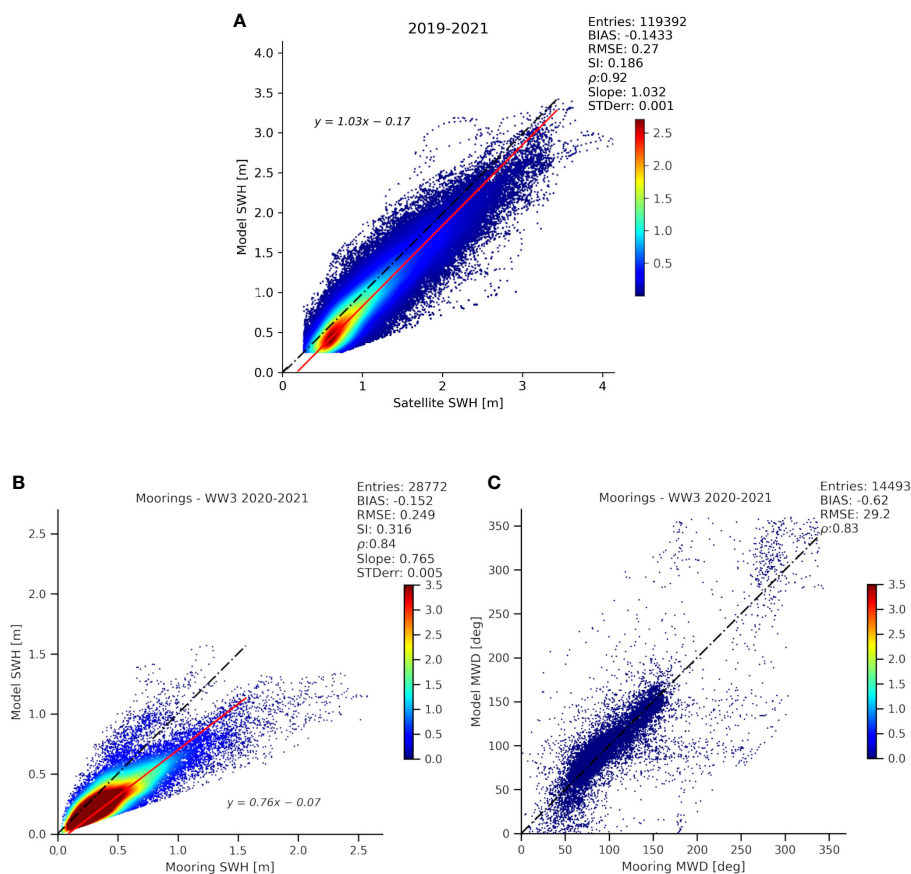 A
2019-2021
Entries: 119392
BIAS: -0.1433
RMSE: 0.27
SI: 0.186
ρ:0.92
Slope: 1.032
STDerr: 0.001
y = 1.03x − 0.17
Model SWH [m]
4.0
3.5
3.0
2.5
2.0
1.5
1.0
0.5
0.0
0
1
2
3
4
Satellite SWH [m]
2.5
2.0
1.5
1.0
0.5
B
Moorings - WW3 2020-2021
Entries: 28772
BIAS: -0.152
RMSE: 0.249
SI: 0.316
ρ:0.84
Slope: 0.765
STDerr: 0.005
Model SWH [m]
2.5
2.0
1.5
1.0
0.5
0.0
y = 0.76x − 0.07
0.0
0.5
1.0
1.5
2.0
2.5
Mooring SWH [m]
3.5
3.0
2.5
2.0
1.5
1.0
0.5
0.0
C
Moorings - WW3 2020-2021
Entries: 14493
BIAS: -0.62
RMSE: 29.2
ρ:0.83
Model MWD [deg]
350
300
250
200
150
100
50
0
0
50
100
150
200
250
300
350
Mooring MWD [deg]
3.5
3.0
2.5
2.0
1.5
1.0
0.5
0.0